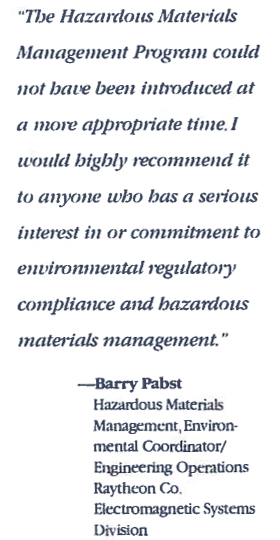 "The Hazardous Materials
Management Program could
not have been introduced at
a more appropriate time. I
would highly recommend it
to anyone who has a serious
interest in or commitment to
environmental regulatory
compliance and hazardous
materials management."
—Barry Pabst
Hazardous Materials
Management, Environ-
mental Coordinator/
Engineering Operations
Raytheon Co.
Electromagnetic Systems
Division